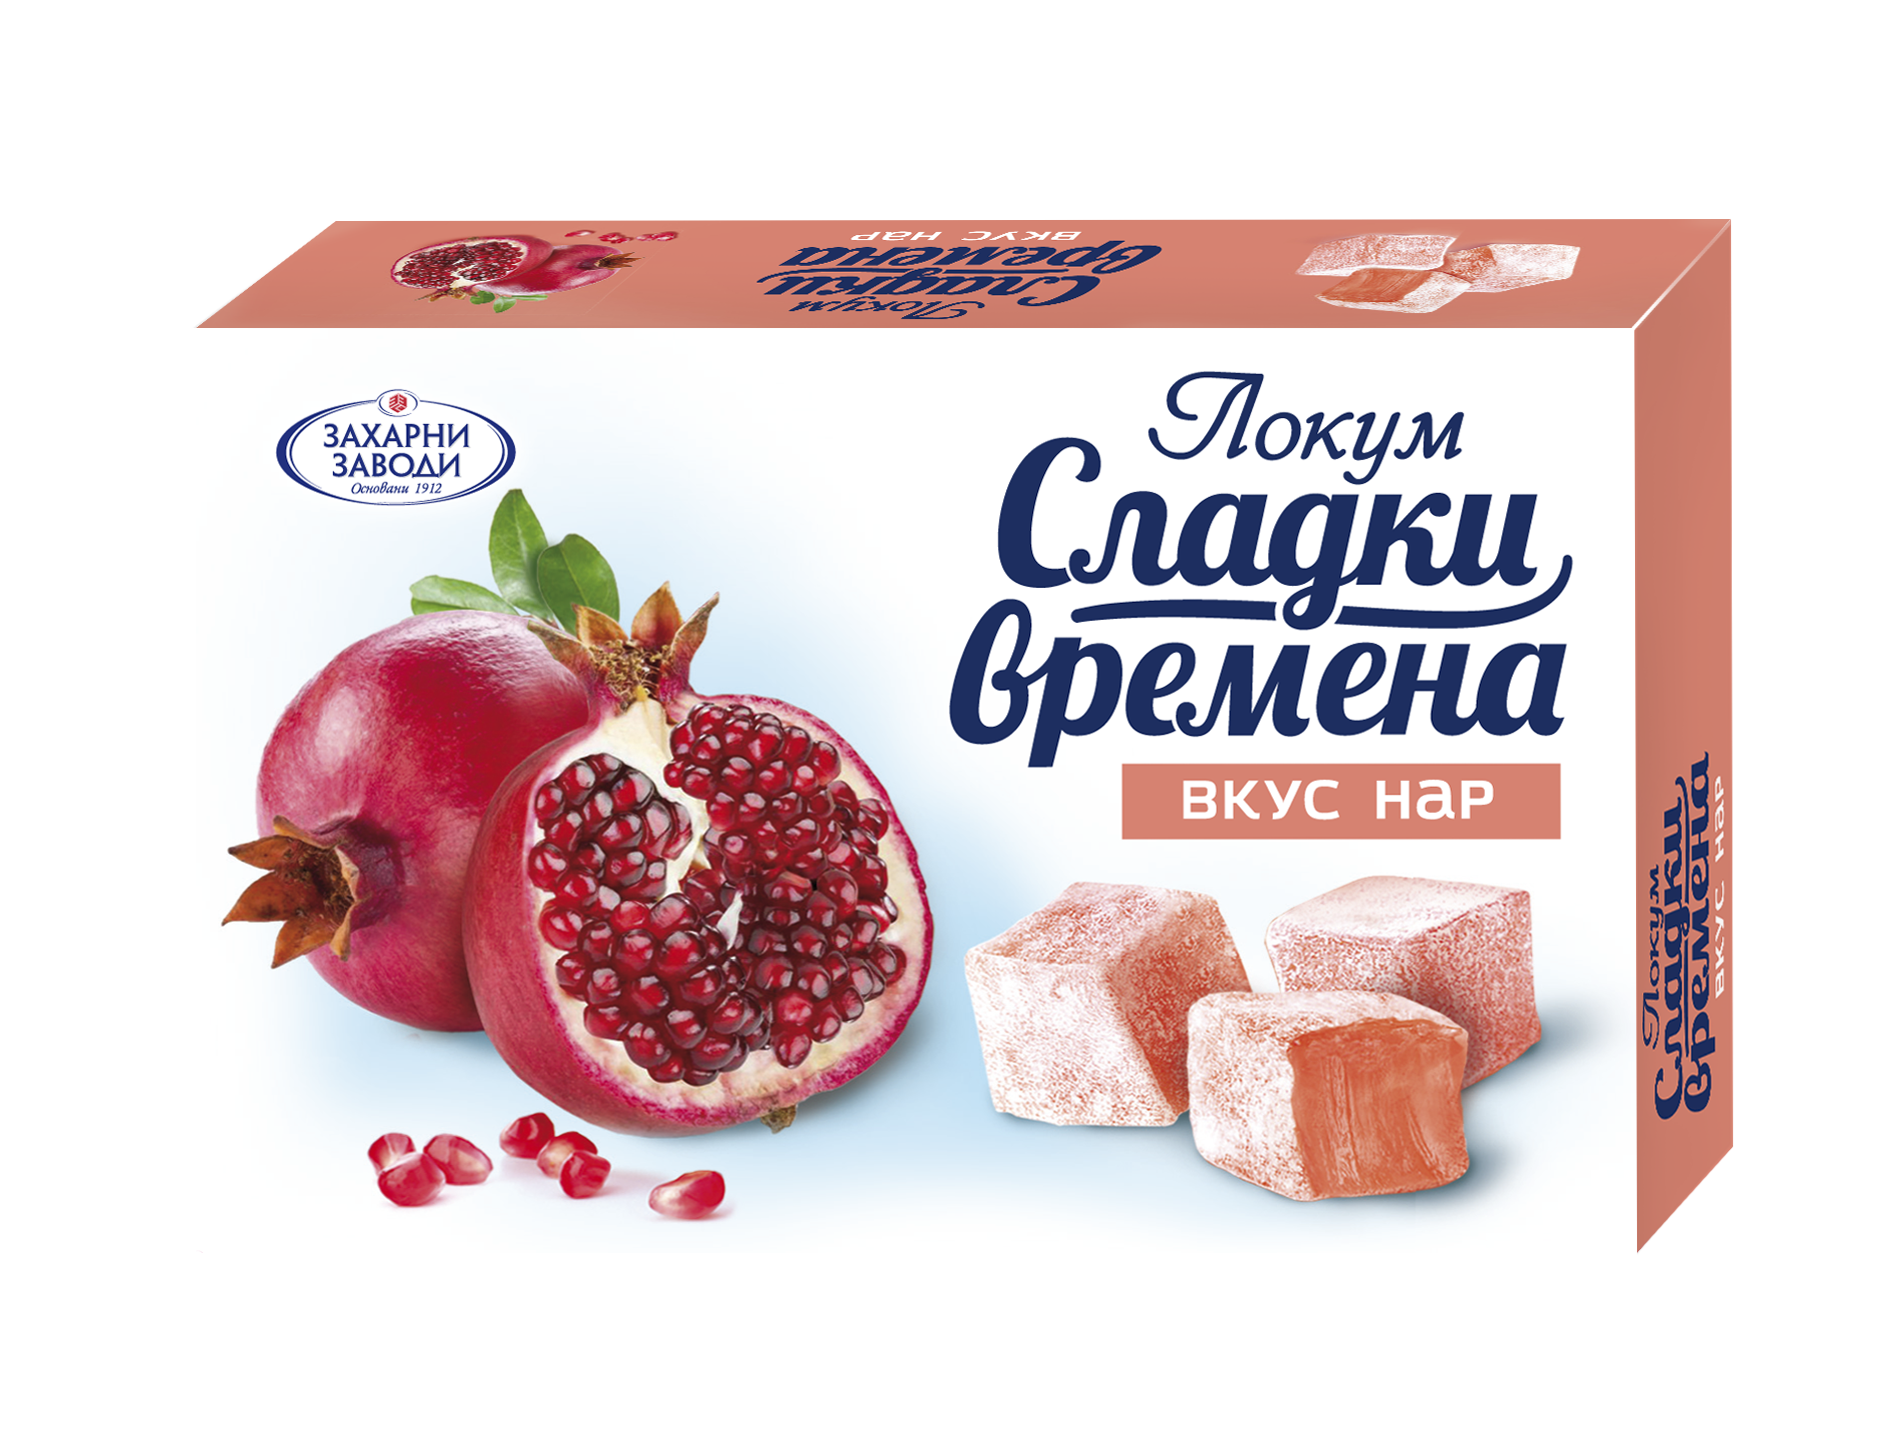 вкус нар
Сладки
времена
Локум
ЗАХАРНИ
ЗАВОДИ
Основани 1912
Локум
Сладки
времена
вкус нар
Локум
Сладки
времена
вкус нар